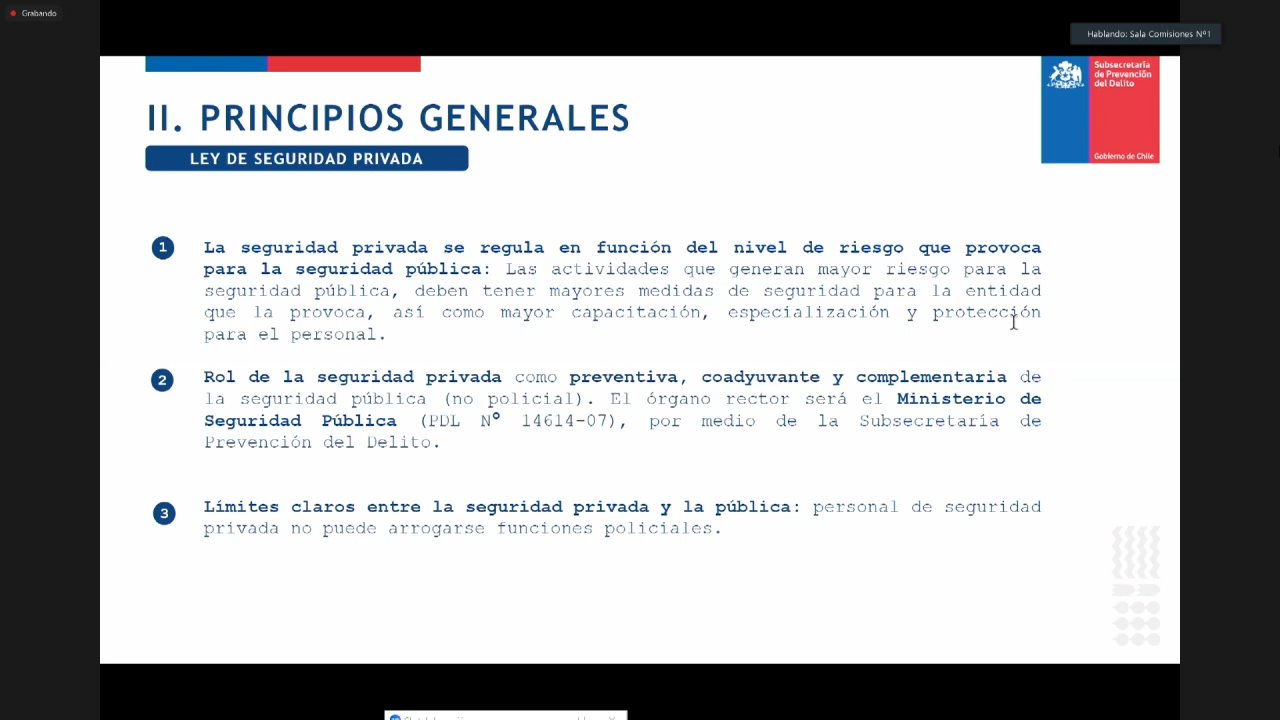 Grabando
Hablando: Sala Comisiones Nº1
Subsecretaría
de Prevención
del Delito
Gobierno de Chile
II. PRINCIPIOS GENERALES
LEY DE SEGURIDAD PRIVADA
1
La seguridad privada se regula en función del nivel de riesgo que provoca
para la seguridad pública: Las actividades que generan mayor riesgo para la
seguridad pública, deben tener mayores medidas de seguridad para la entidad
que la provoca, así como mayor capacitación, especialización y protección
para el personal.
2
Rol de la seguridad privada como preventiva, coadyuvante y complementaria de
la seguridad pública (no policial). El órgano rector será el Ministerio de
Seguridad Pública (PDL Nº 14614-07), por medio de la Subsecretaría de
Prevención del Delito.
3
Límites claros entre la seguridad privada y la pública: personal de seguridad
privada no puede arrogarse funciones policiales.